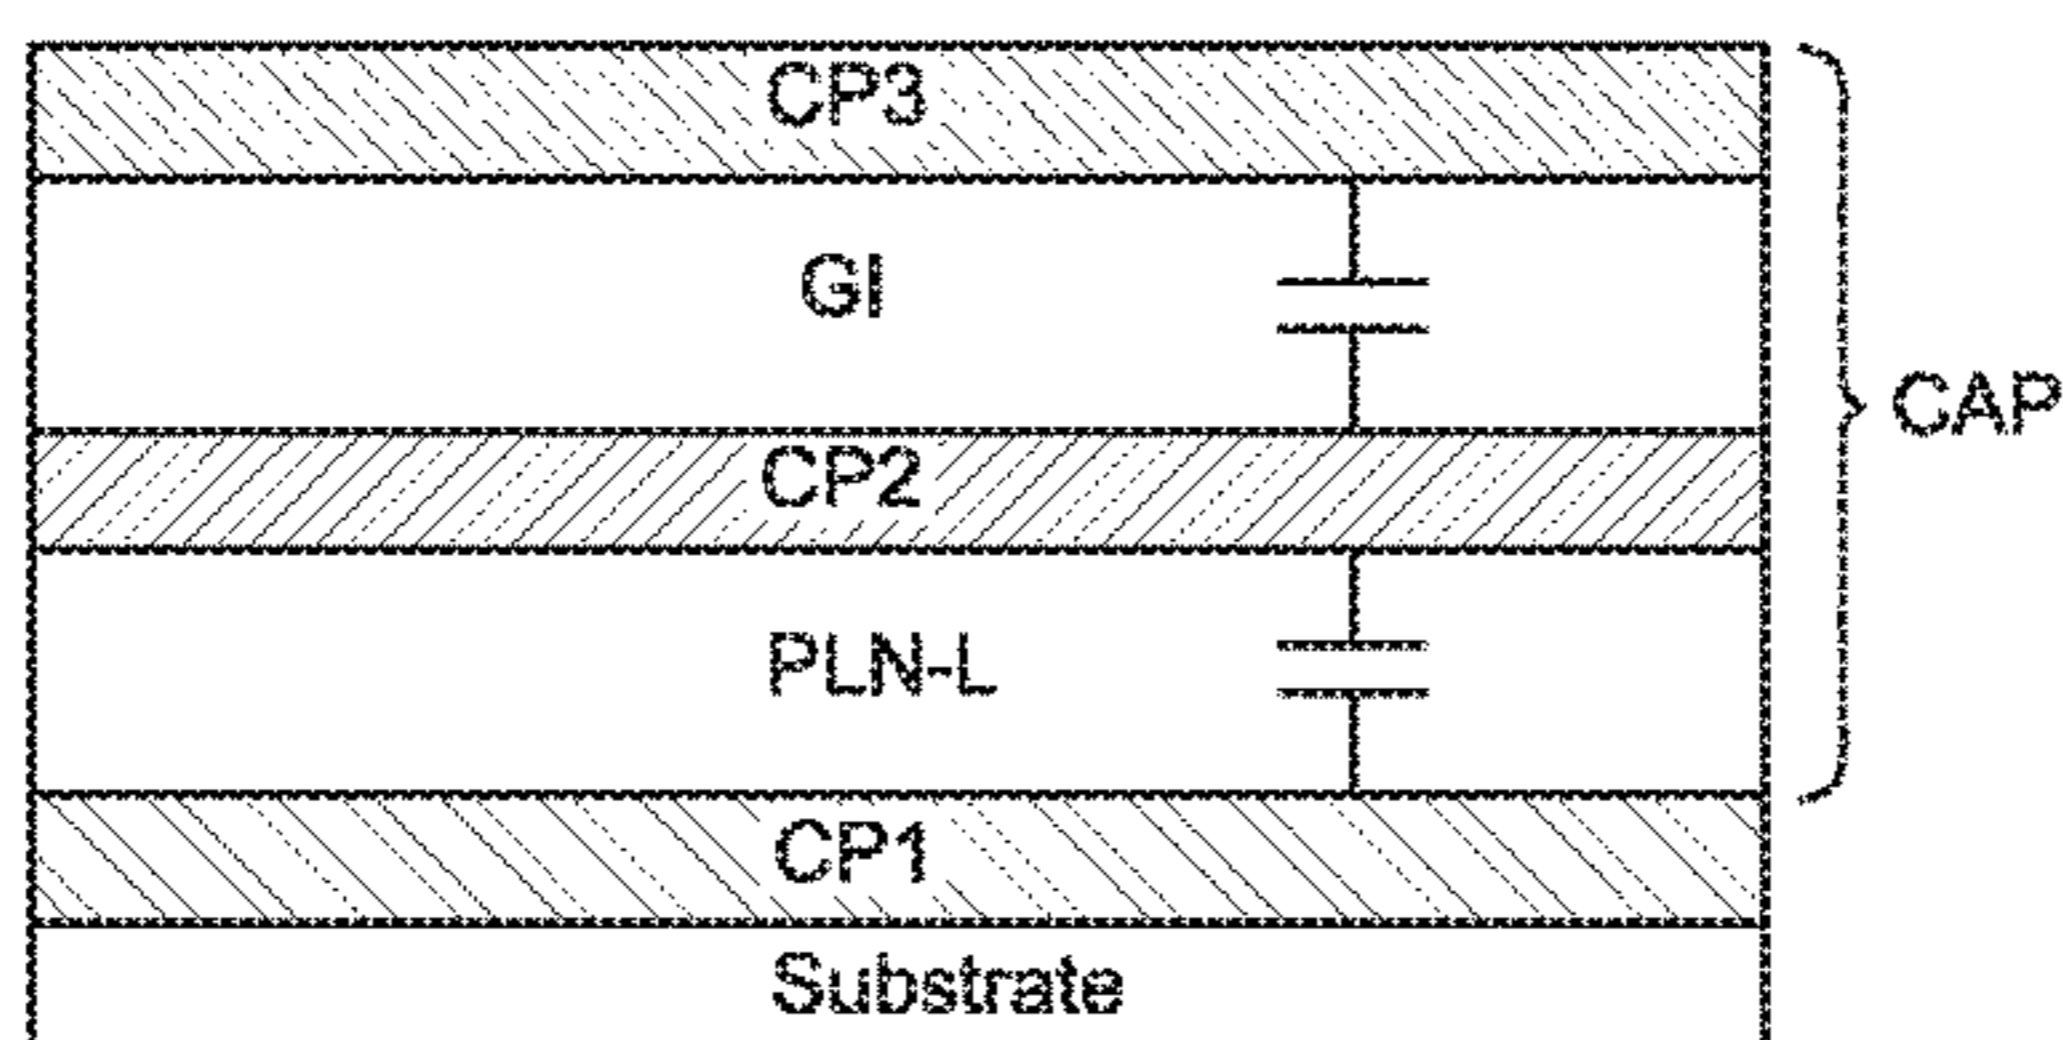 CP3
GI
CAP
CP2
PLN-L
CP1
Substrate